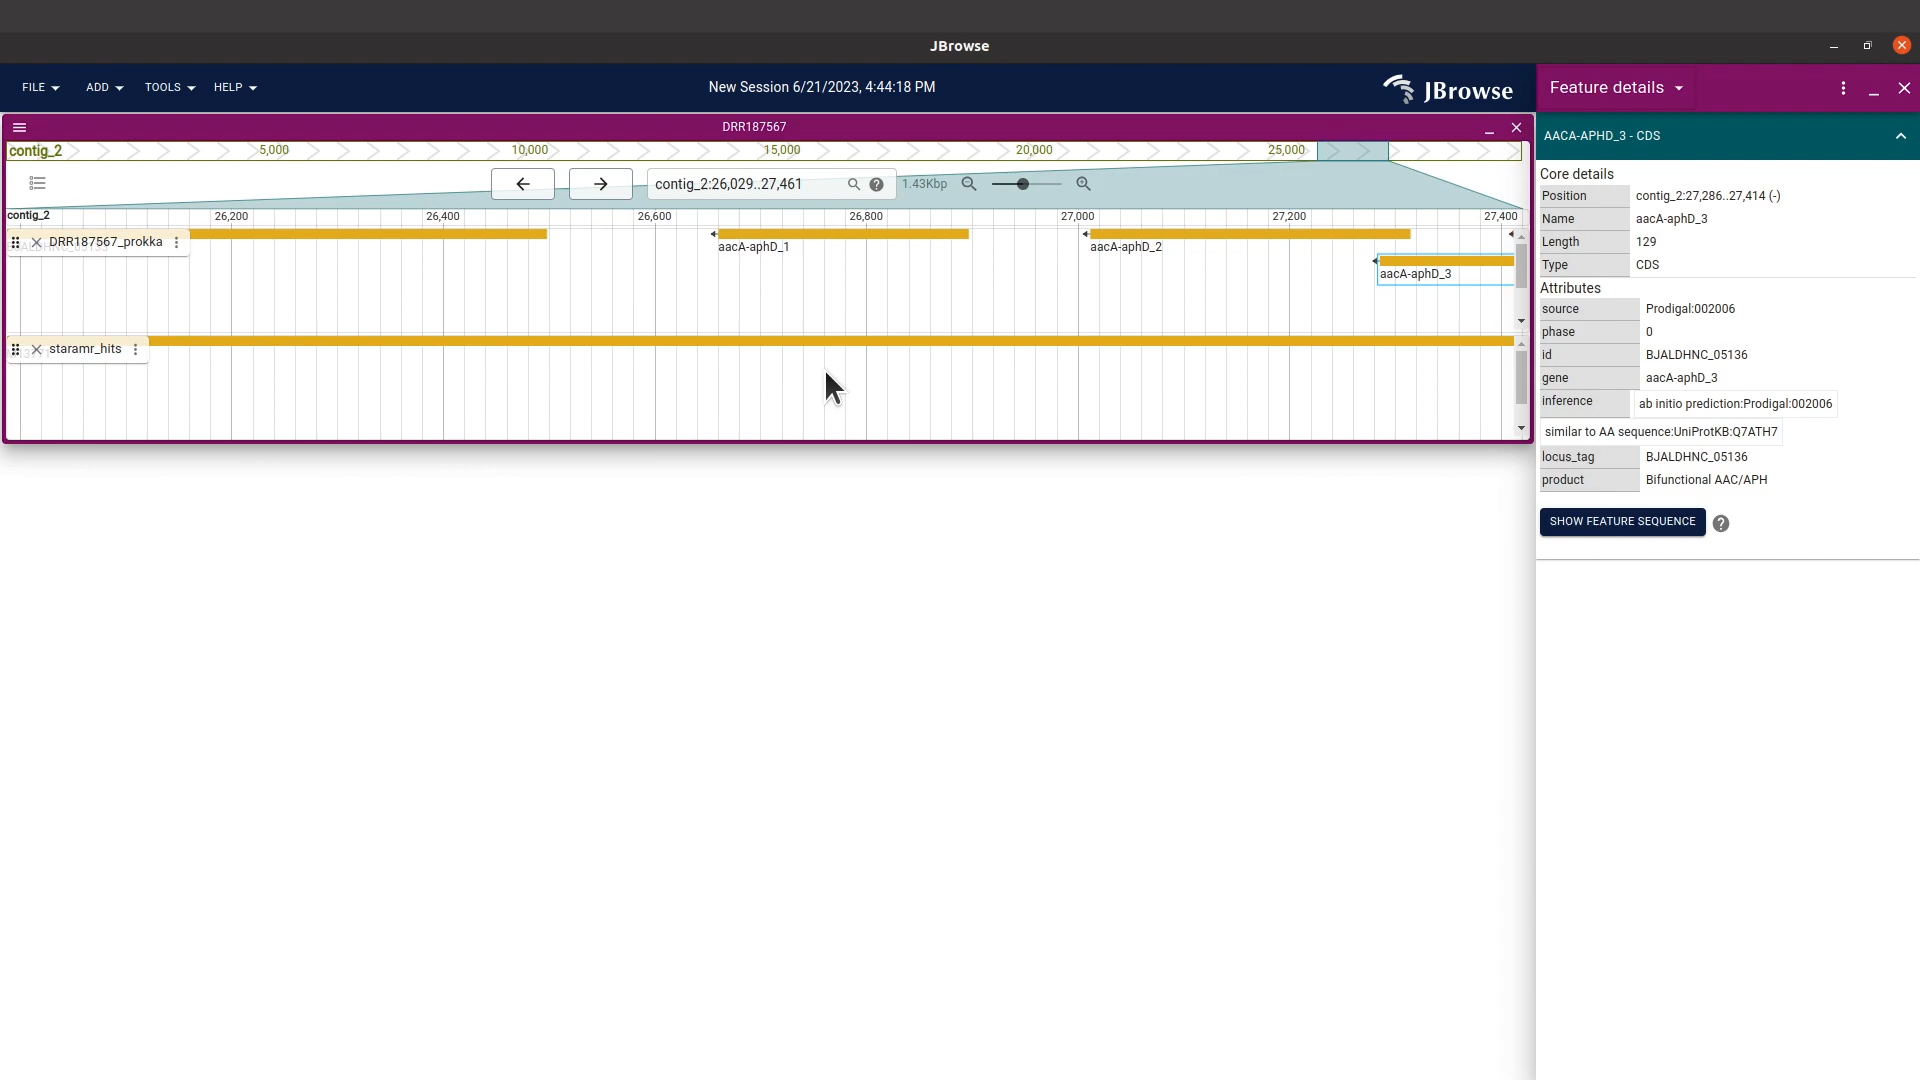 JBrowse
FILE ADD TOOLS HELP New Session 6/21/2023, 4:44:18 PM JBrowse
DRR187567
contig_2 5,000 10,000 15,000 20,000 25,000
contig_2:26,029..27,461 1.43Kbp
contig_2 26,200 26,400 26,600 26,800 27,000 27,200 27,400
DRR187567_prokka
aacA-aphD_1 aacA-aphD_2
aacA-aphD_3
staramr_hits
Feature details
AACA-APHD_3 - CDS
Core details
Position contig_2:27,286..27,414 (-)
Name aacA-aphD_3
Length 129
Type CDS
Attributes
source Prodigal:002006
phase 0
id BJALDHNC_05136
gene aacA-aphD_3
inference ab initio prediction:Prodigal:002006
similar to AA sequence:UniProtKB:Q7ATH7
locus_tag BJALDHNC_05136
product Bifunctional AAC/APH
SHOW FEATURE SEQUENCE